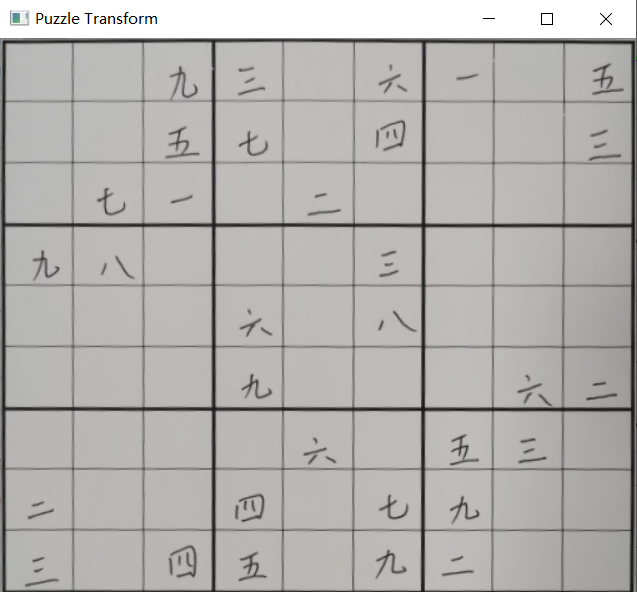 Puzzle Transform
九 三 六 一 五
五 七 四 三
七 一 二
九 八 三
六 八
九 六 二
六 五 三
二 四 七 九
三 四 五 九 二